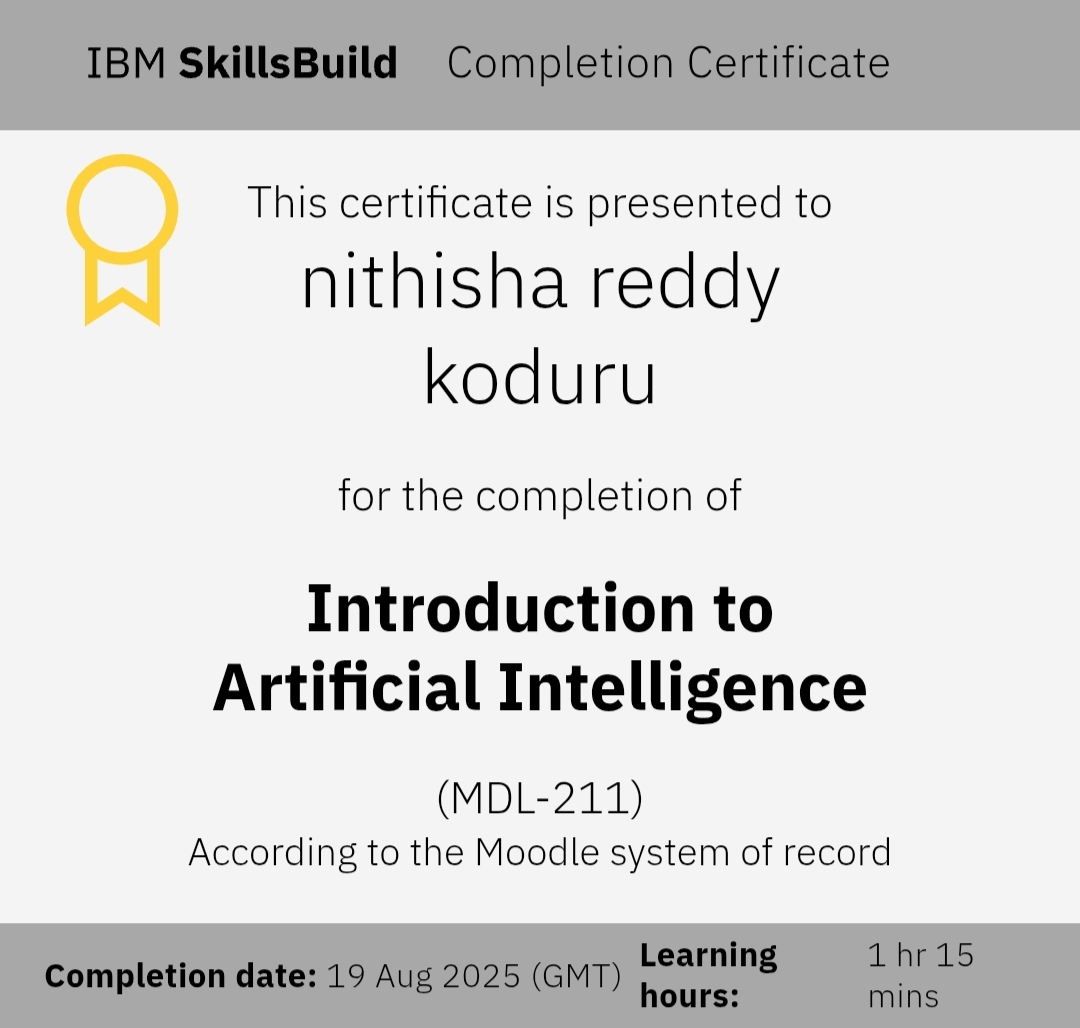 IBM SkillsBuild Completion Certificate
This certificate is presented to
nithisha reddy
koduru
for the completion of
Introduction to
Artificial Intelligence
(MDL-211)
According to the Moodle system of record
Completion date: 19 Aug 2025 (GMT)
Learning
hours:
1 hr 15
mins